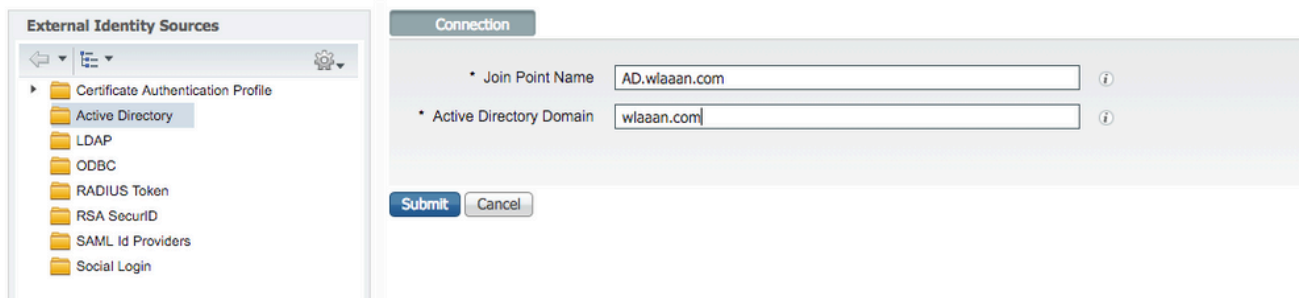 External Identity Sources
Certificate Authentication Profile
Active Directory
LDAP
ODBC
RADIUS Token
RSA SecurID
SAML Id Providers
Social Login
Connection
* Join Point Name AD.wlaaan.com
* Active Directory Domain wlaaan.com
Submit Cancel